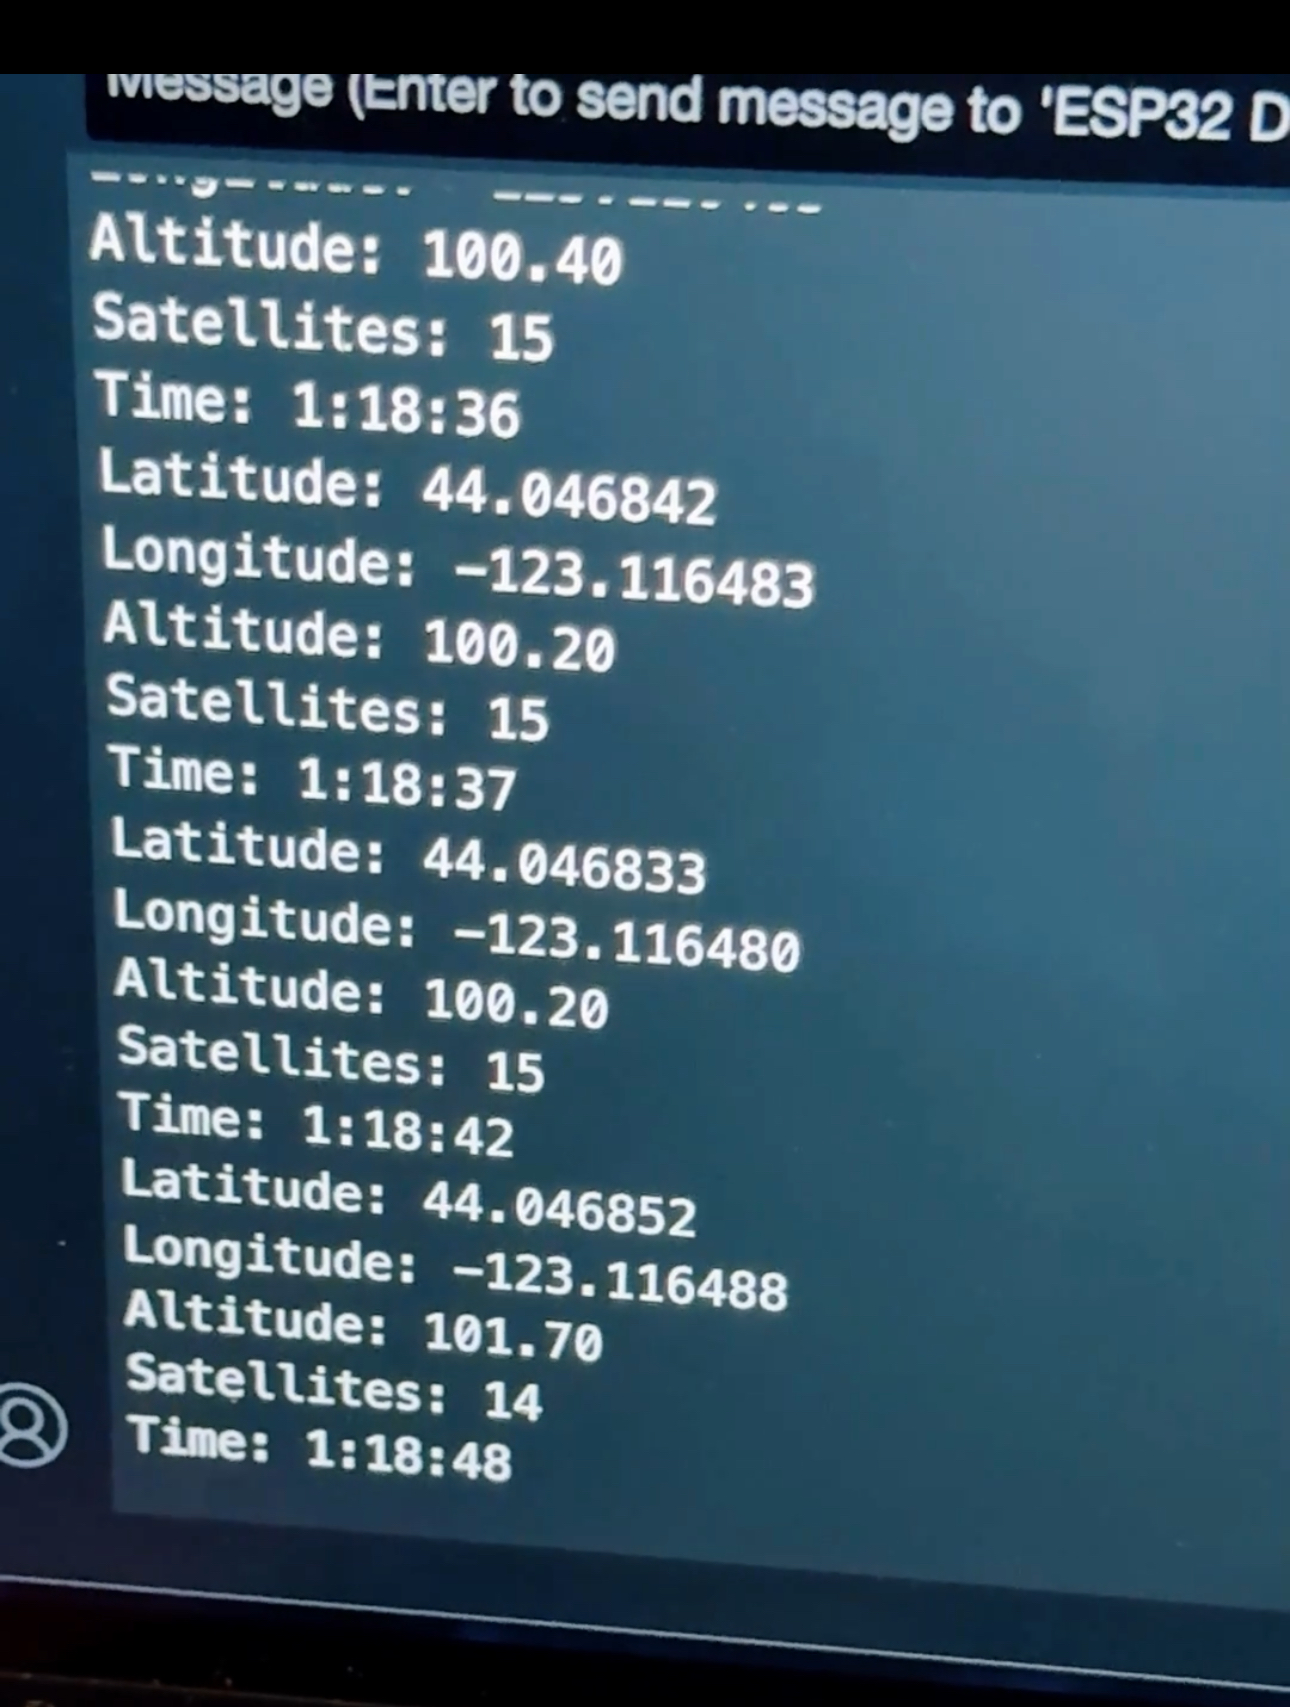 Message (Enter to send message to 'ESP32 D
Altitude: 100.40
Satellites: 15
Time: 1:18:36
Latitude: 44.046842
Longitude: -123.116483
Altitude: 100.20
Satellites: 15
Time: 1:18:37
Latitude: 44.046833
Longitude: -123.116480
Altitude: 100.20
Satellites: 15
Time: 1:18:42
Latitude: 44.046852
Longitude: -123.116488
Altitude: 101.70
Satellites: 14
Time: 1:18:48